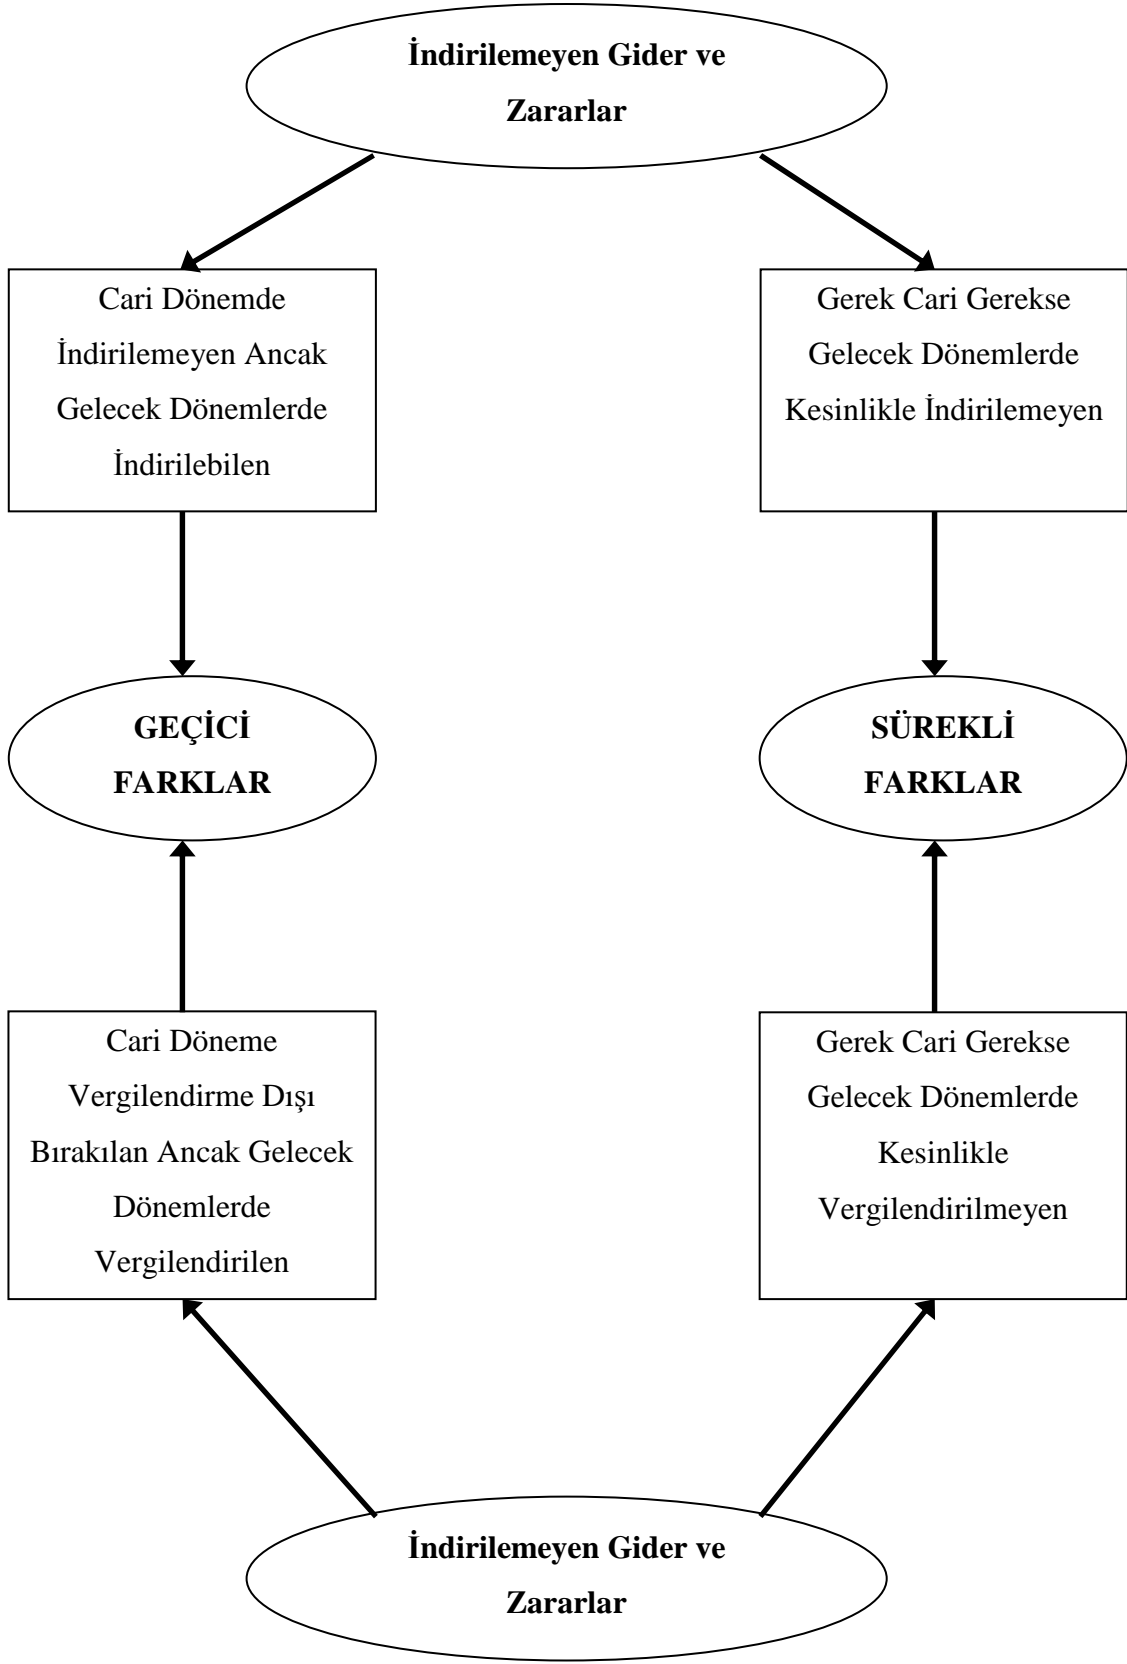 İndirilemeyen Gider ve
Zararlar
Cari Dönemde
İndirilemeyen Ancak
Gelecek Dönemlerde
İndirilebilen
Gerek Cari Gerekse
Gelecek Dönemlerde
Kesinlikle İndirilemeyen
GEÇİCİ
FARKLAR
SÜREKLİ
FARKLAR
Cari Döneme
Vergilendirme Dışı
Bırakılan Ancak Gelecek
Dönemlerde
Vergilendirilen
Gerek Cari Gerekse
Gelecek Dönemlerde
Kesinlikle
Vergilendirilmeyen
İndirilemeyen Gider ve
Zararlar